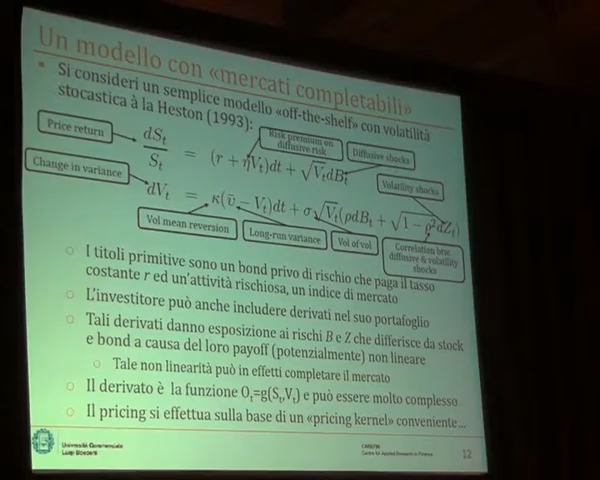 Un modello con «mercati completabili»
Si consideri un semplice modello «off-the-shelf» con volatilità
stocastica à la Heston (1993):
Price return
Risk premium on
diffusive risk
Diffusive shocks
dS_t / S_t = (r + ηV_t)dt + √V_t dB_t
Change in variance
Volatility shocks
dV_t = κ(v̄ − V_t)dt + σ√V_t(ρdB_t + √1 − ρ² dZ_t)
Vol mean reversion
Long-run variance
Vol of vol
Correlation btw.
diffusive & volatility
shocks
I titoli primitive sono un bond privo di rischio che paga il tasso
costante r ed un'attività rischiosa, un indice di mercato
L'investitore può anche includere derivati nel suo portafoglio
Tali derivati danno esposizione ai rischi B e Z che differisce da stock
e bond a causa del loro payoff (potenzialmente) non lineare
Tale non linearità può in effetti completare il mercato
Il derivato è la funzione O_t=g(S_t,V_t) e può essere molto complesso
Il pricing si effettua sulla base di un «pricing kernel» conveniente...
Università Commerciale
Luigi Bocconi
Centre for Applied Research in Finance
12